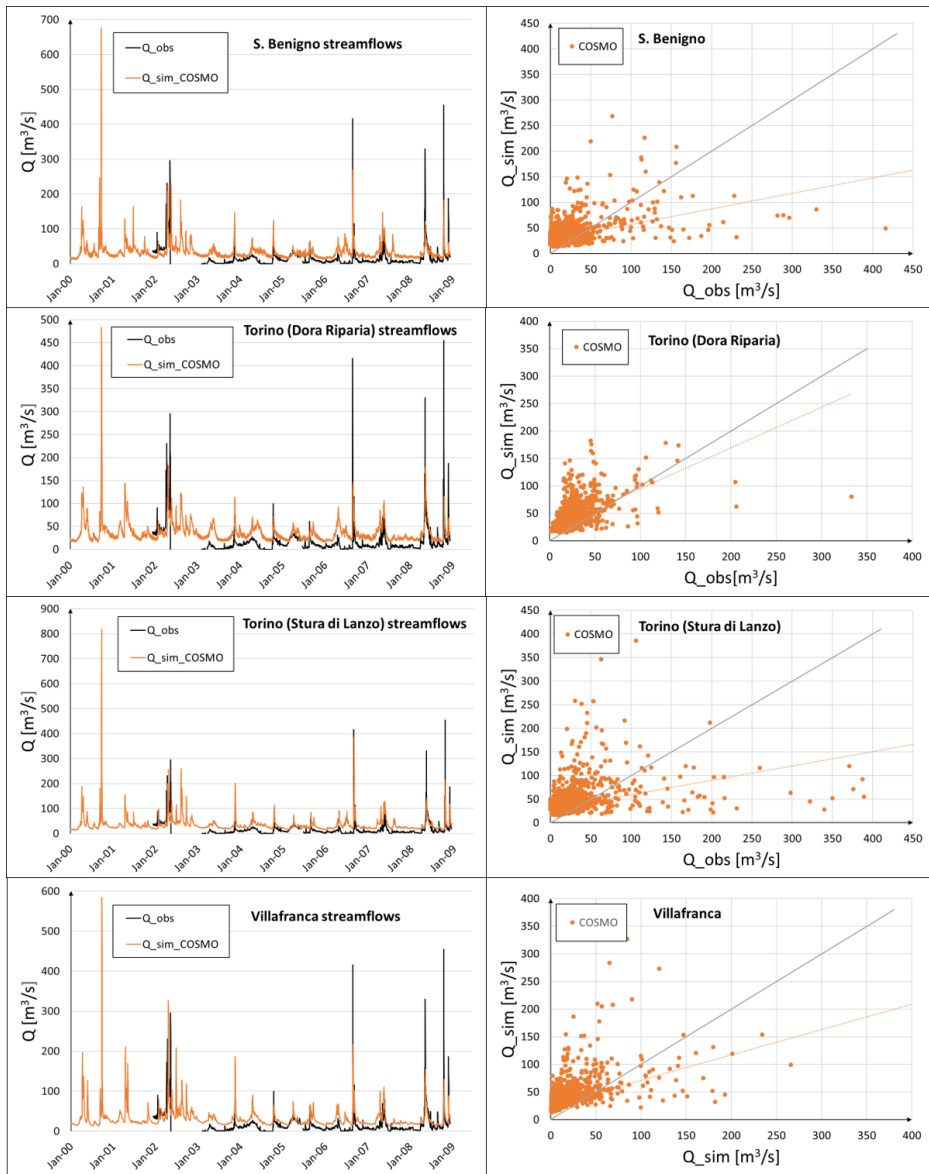 S. Benigno streamflows
Q_obs
Q_sim_COSMO
Q [m³/s]
700
600
500
400
300
200
100
0
Jan-00
Jan-01
Jan-02
Jan-03
Jan-04
Jan-05
Jan-06
Jan-07
Jan-08
Jan-09
S. Benigno
COSMO
Q_sim [m³/s]
450
400
350
300
250
200
150
100
50
0
0 50 100 150 200 250 300 350 400 450
Q_obs [m³/s]
Torino (Dora Riparia) streamflows
Q_obs
Q_sim_COSMO
Q [m³/s]
500
450
400
350
300
250
200
150
100
50
0
Jan-00
Jan-01
Jan-02
Jan-03
Jan-04
Jan-05
Jan-06
Jan-07
Jan-08
Jan-09
Torino (Dora Riparia)
COSMO
Q_sim [m³/s]
400
350
300
250
200
150
100
50
0
0 50 100 150 200 250 300 350 400
Q_obs[m³/s]
Torino (Stura di Lanzo) streamflows
Q_obs
Q_sim_COSMO
Q [m³/s]
900
800
700
600
500
400
300
200
100
0
Jan-00
Jan-01
Jan-02
Jan-03
Jan-04
Jan-05
Jan-06
Jan-07
Jan-08
Jan-09
Torino (Stura di Lanzo)
COSMO
Q_sim [m³/s]
450
400
350
300
250
200
150
100
50
0
0 50 100 150 200 250 300 350 400 450
Q_obs [m³/s]
Villafranca streamflows
Q_obs
Q_sim_COSMO
Q [m³/s]
600
500
400
300
200
100
0
Jan-00
Jan-01
Jan-02
Jan-03
Jan-04
Jan-05
Jan-06
Jan-07
Jan-08
Jan-09
Villafranca
COSMO
Q_sim [m³/s]
400
350
300
250
200
150
100
50
0
0 50 100 150 200 250 300 350 400
Q_sim [m³/s]